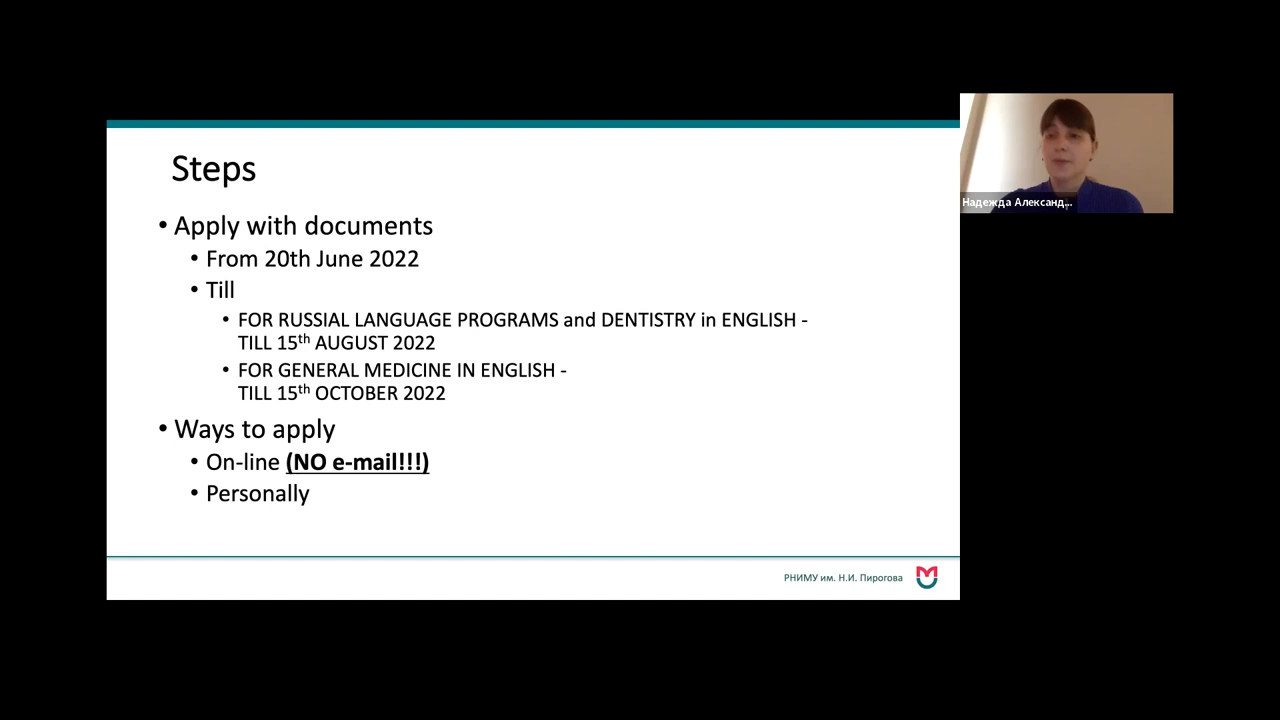 Steps
• Apply with documents
• From 20th June 2022
• Till
• FOR RUSSIAL LANGUAGE PROGRAMS and DENTISTRY in ENGLISH -
TILL 15th AUGUST 2022
• FOR GENERAL MEDICINE IN ENGLISH -
TILL 15th OCTOBER 2022
• Ways to apply
• On-line (NO e-mail!!!)
• Personally
РНИМУ им. Н.И. Пирогова
Надежда Александ...